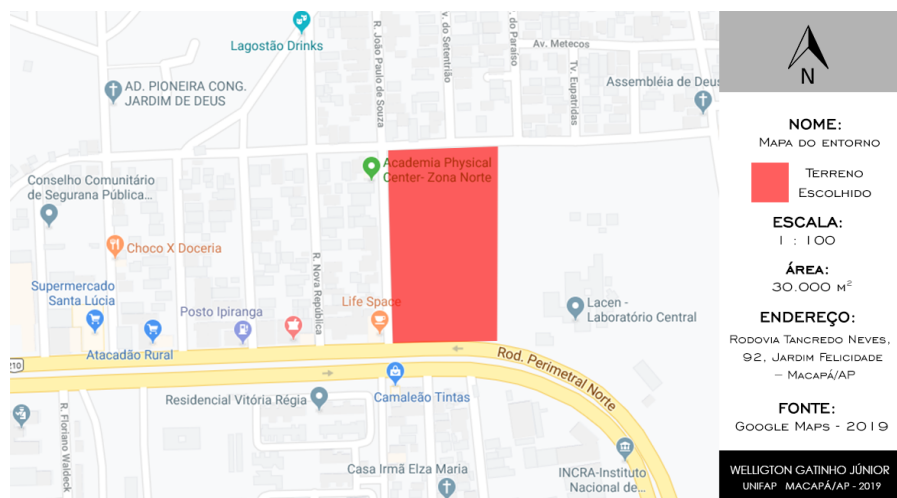 Lagostão Drinks
R. João Paulo de Souza
Av. do Setentrião
do Paraíso
Av. Metecos
Tv. Eupatridas
AD. PIONEIRA CONG.
JARDIM DE DEUS
Assembléia de Deus
Academia Physical
Center- Zona Norte
Conselho Comunitário
de Segurana Pública...
Choco X Doceria
R. Nova República
Supermercado
Santa Lúcia
Posto Ipiranga
Life Space
Lacen -
Laboratório Central
Atacadão Rural
210
Rod. Perimetral Norte
Camaleão Tintas
Residencial Vitória Régia
R. Floriano Waldeck
Casa Irmã Elza Maria
INCRA-Instituto
Nacional de...
N
NOME:
Mapa do entorno
Terreno
Escolhido
ESCALA:
1 : 100
ÁREA:
30.000 m²
ENDEREÇO:
Rodovia Tancredo Neves,
92, Jardim Felicidade
– Macapá/AP
FONTE:
Google Maps - 2019
WELLIGTON GATINHO JÚNIOR
UNIFAP MACAPÁ/AP - 2019